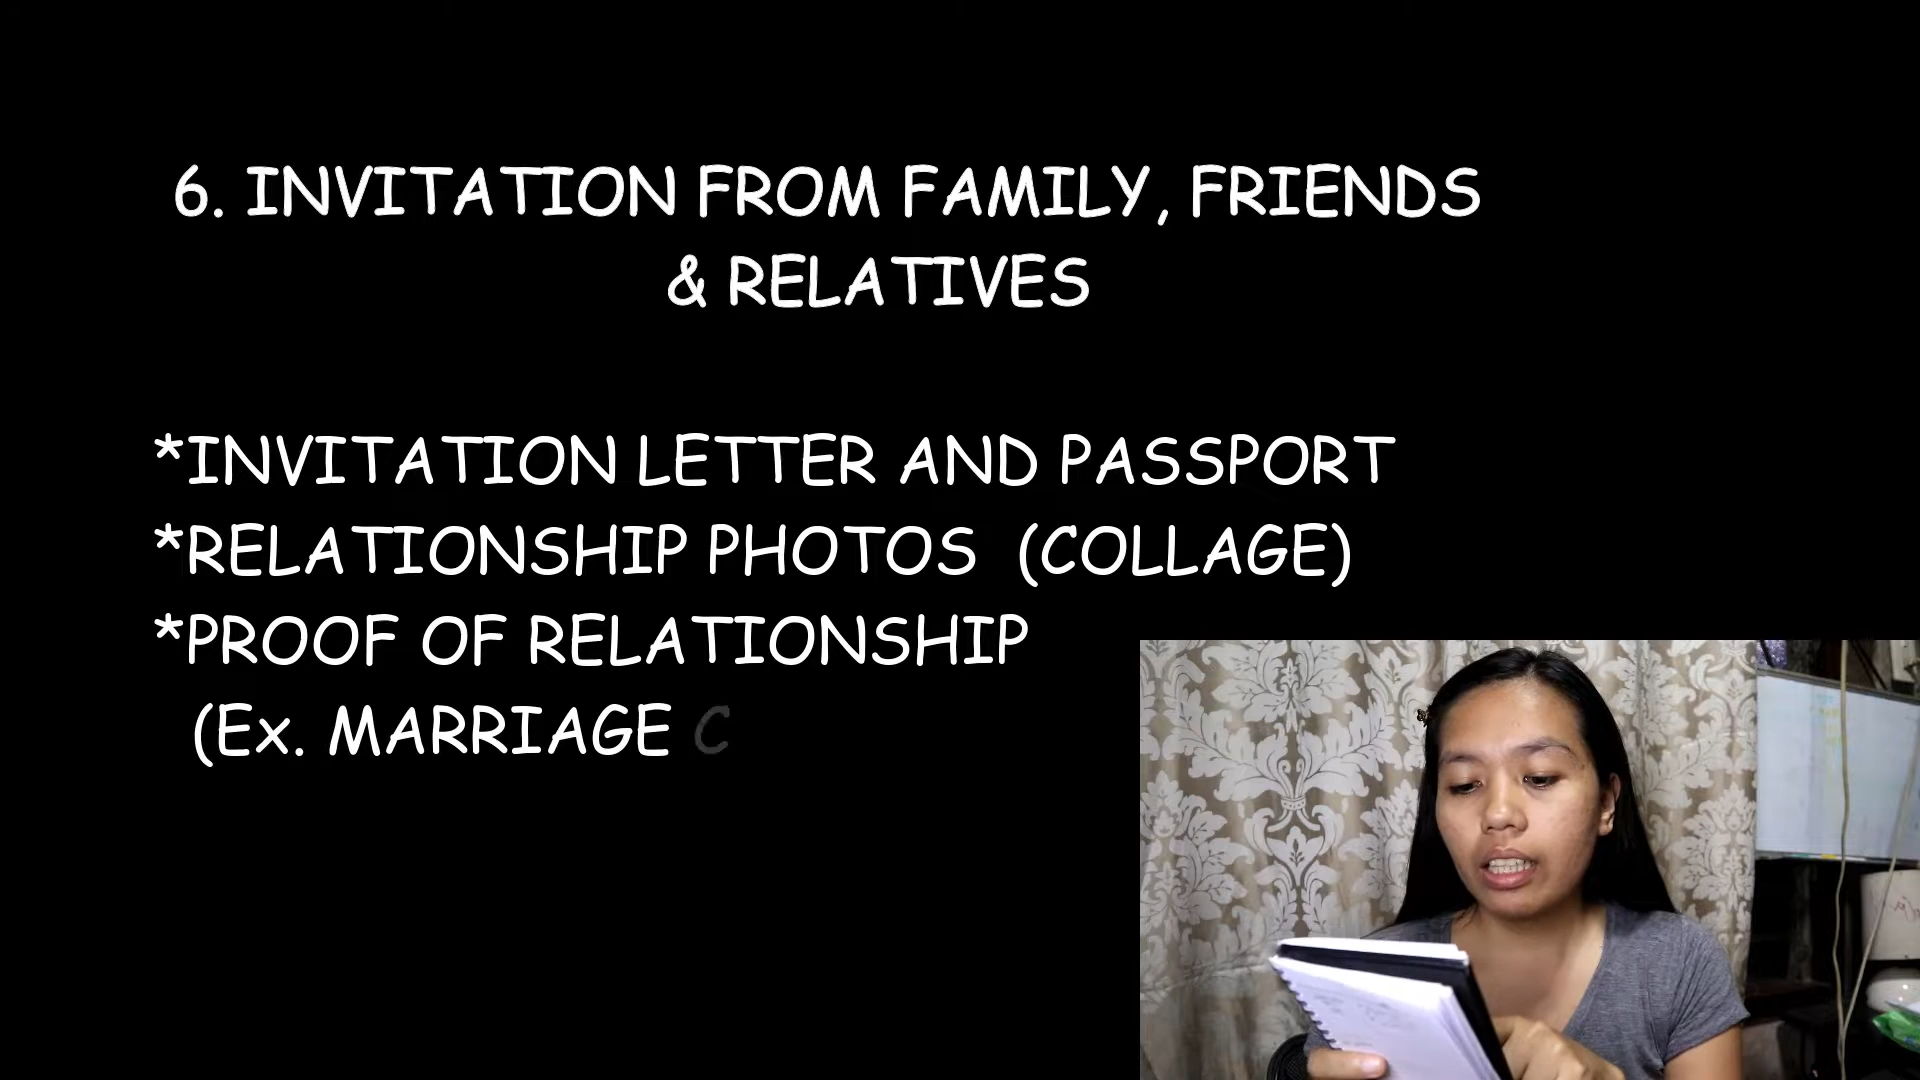 6. INVITATION FROM FAMILY, FRIENDS
& RELATIVES
*INVITATION LETTER AND PASSPORT
*RELATIONSHIP PHOTOS (COLLAGE)
*PROOF OF RELATIONSHIP
(Ex. MARRIAGE C